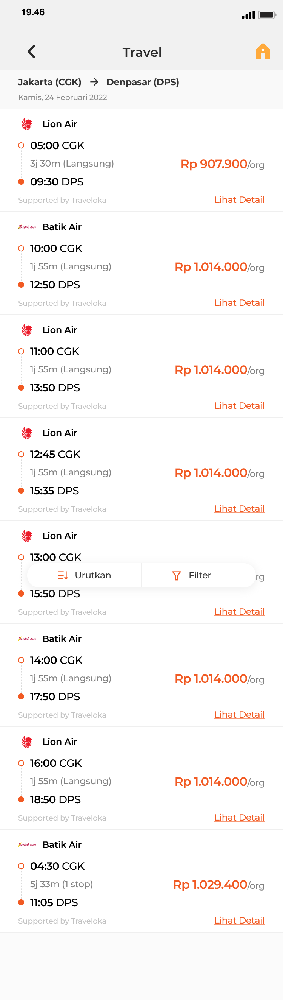 19.46
Travel
Jakarta (CGK) → Denpasar (DPS)
Kamis, 24 Februari 2022
Lion Air
05:00 CGK
3j 30m (Langsung)
Rp 907.900/org
09:30 DPS
Supported by Traveloka
Lihat Detail
Batik air Batik Air
10:00 CGK
1j 55m (Langsung)
Rp 1.014.000/org
12:50 DPS
Supported by Traveloka
Lihat Detail
Lion Air
11:00 CGK
1j 55m (Langsung)
Rp 1.014.000/org
13:50 DPS
Supported by Traveloka
Lihat Detail
Lion Air
12:45 CGK
1j 55m (Langsung)
Rp 1.014.000/org
15:35 DPS
Supported by Traveloka
Lihat Detail
Lion Air
13:00 CGK
Urutkan
Filter
rg
15:50 DPS
Supported by Traveloka
Lihat Detail
Batik air Batik Air
14:00 CGK
1j 55m (Langsung)
Rp 1.014.000/org
17:50 DPS
Supported by Traveloka
Lihat Detail
Lion Air
16:00 CGK
1j 55m (Langsung)
Rp 1.014.000/org
18:50 DPS
Supported by Traveloka
Lihat Detail
Batik air Batik Air
04:30 CGK
5j 33m (1 stop)
Rp 1.029.400/org
11:05 DPS
Supported by Traveloka
Lihat Detail